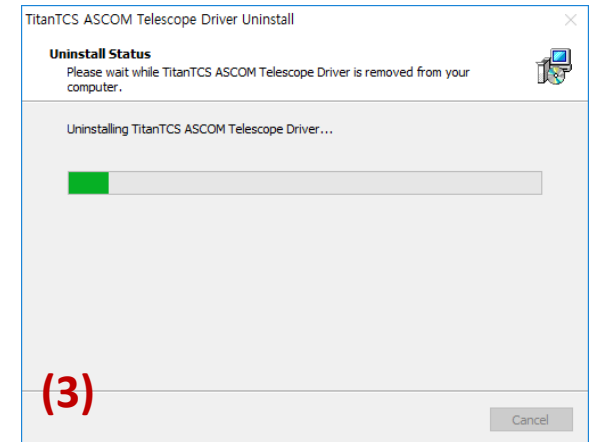 TitanTCS ASCOM Telescope Driver Uninstall
Uninstall Status
Please wait while TitanTCS ASCOM Telescope Driver is removed from your
computer.
Uninstalling TitanTCS ASCOM Telescope Driver...
(3)
Cancel